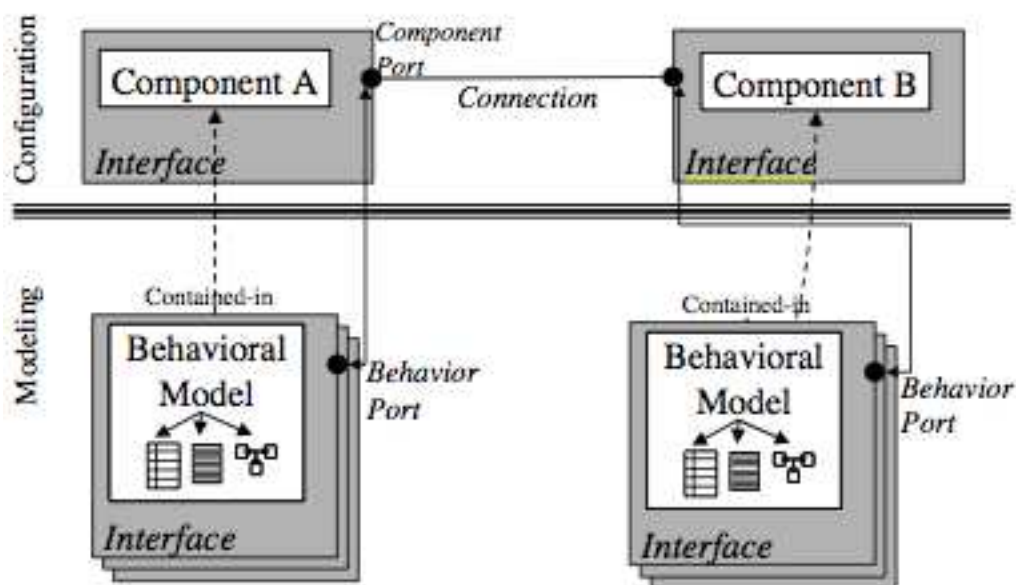 Configuration
Component
Port
Component A
Connection
Component B
Interface
Interface
Modeling
Contained-in
Contained-in
Behavioral
Model
Behavior
Port
Behavioral
Model
Behavior
Port
Interface
Interface